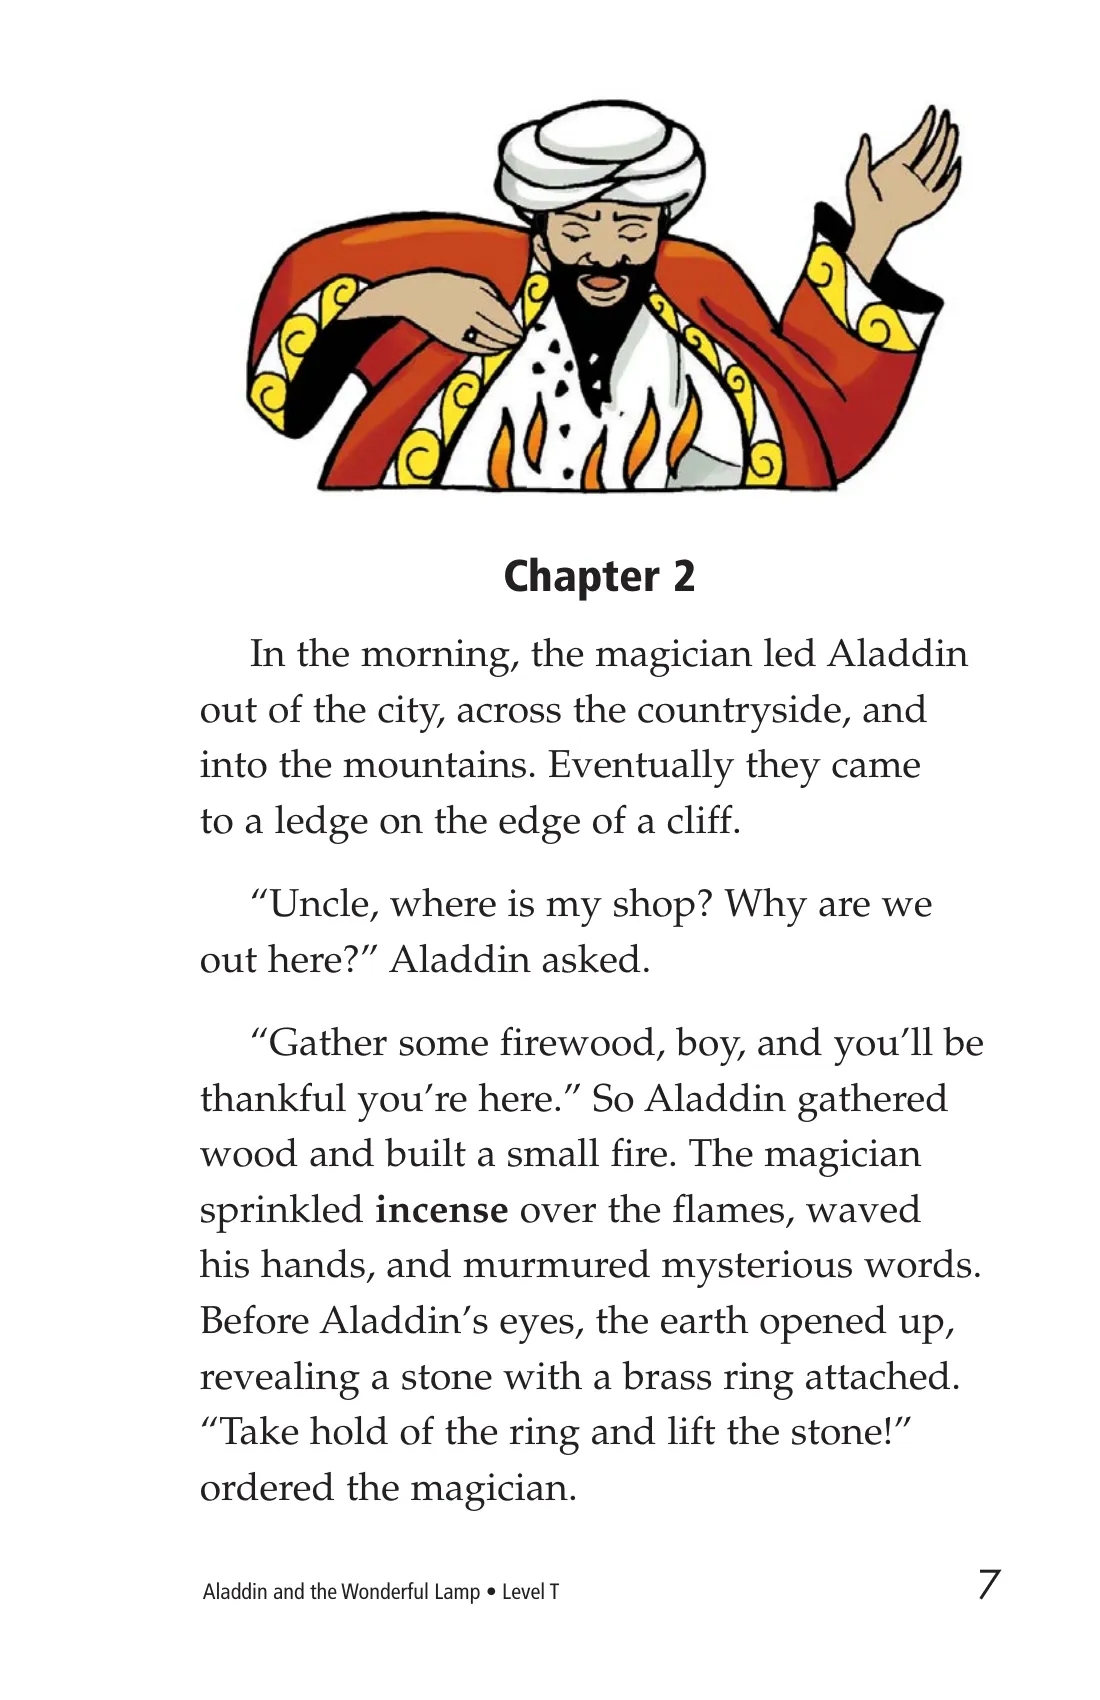 Chapter 2
In the morning, the magician led Aladdin
out of the city, across the countryside, and
into the mountains. Eventually they came
to a ledge on the edge of a cliff.
“Uncle, where is my shop? Why are we
out here?” Aladdin asked.
“Gather some firewood, boy, and you’ll be
thankful you’re here.” So Aladdin gathered
wood and built a small fire. The magician
sprinkled incense over the flames, waved
his hands, and murmured mysterious words.
Before Aladdin’s eyes, the earth opened up,
revealing a stone with a brass ring attached.
“Take hold of the ring and lift the stone!”
ordered the magician.
Aladdin and the Wonderful Lamp • Level T 7